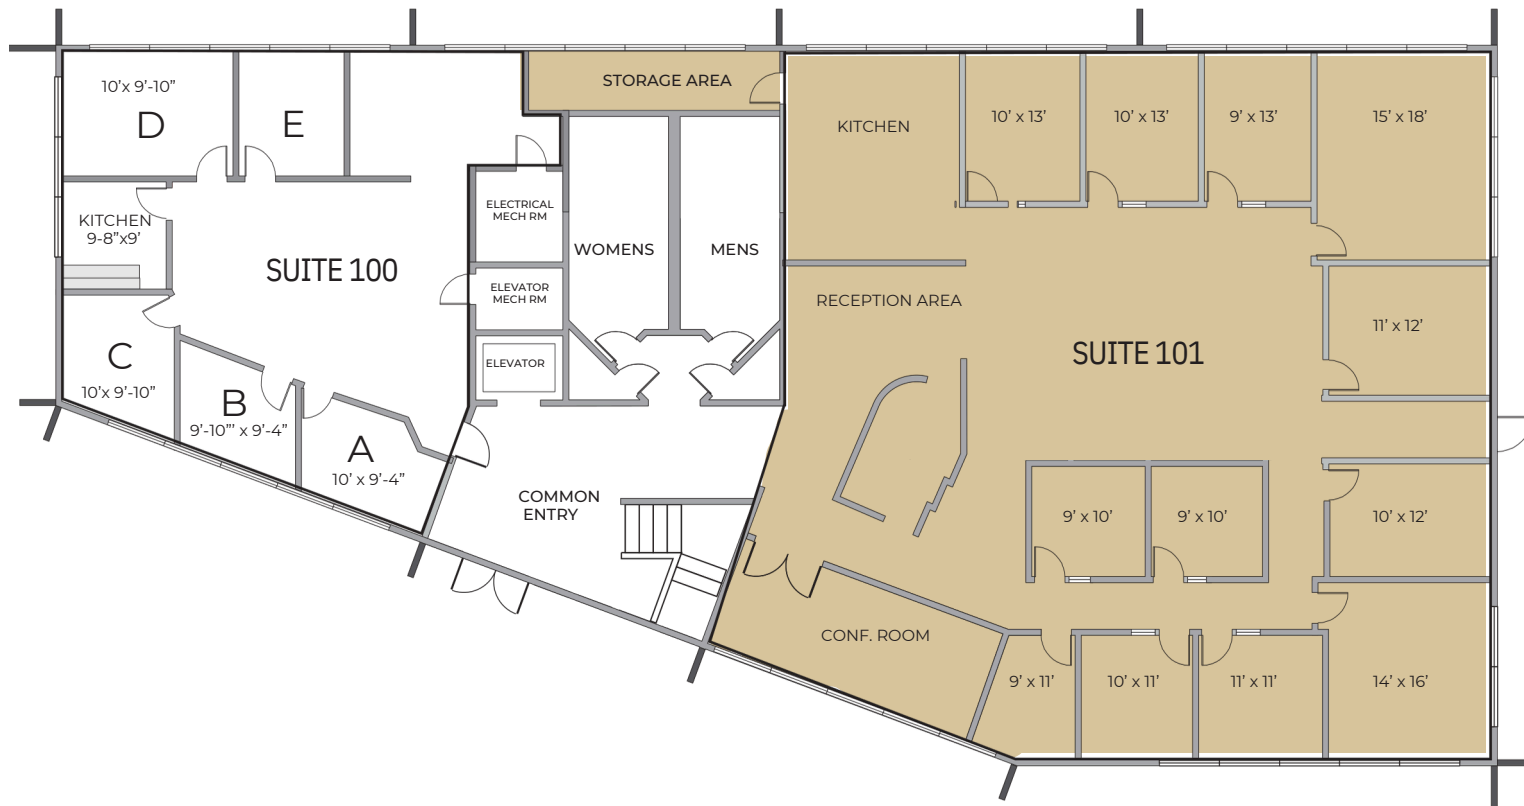 10’x 9’-10”
D
E
STORAGE AREA
KITCHEN
10’ x 13’
10’ x 13’
9’ x 13’
15’ x 18’
KITCHEN
9-8”x9’
ELECTRICAL
MECH RM
WOMENS
MENS
SUITE 100
ELEVATOR
MECH RM
RECEPTION AREA
SUITE 101
11’ x 12’
C
10’x 9’-10”
ELEVATOR
B
9’-10”’ x 9’-4”
A
10’ x 9’-4”
COMMON
ENTRY
9’ x 10’
9’ x 10’
10’ x 12’
CONF. ROOM
9’ x 11’
10’ x 11’
11’ x 11’
14’ x 16’